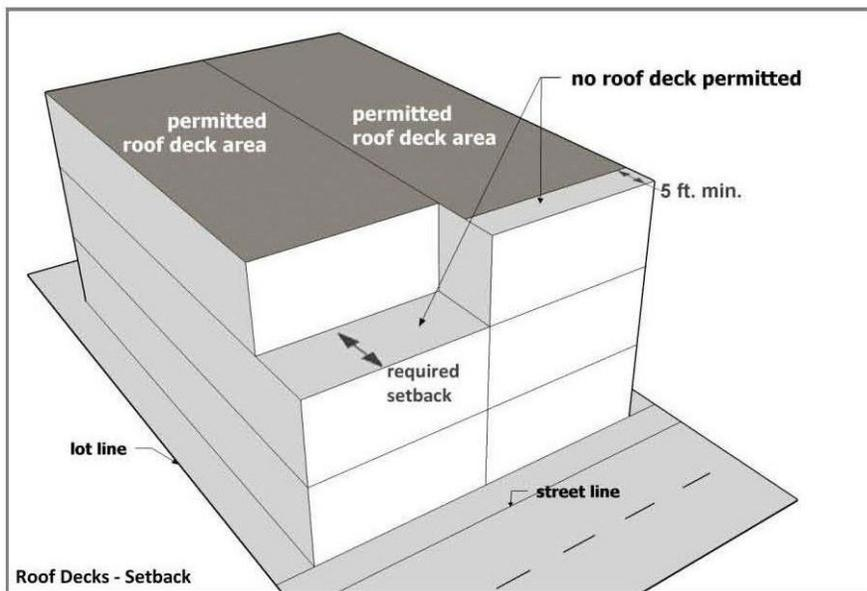 no roof deck permitted
permitted
roof deck area
permitted
roof deck area
5 ft. min.
required
setback
lot line
street line
Roof Decks - Setback